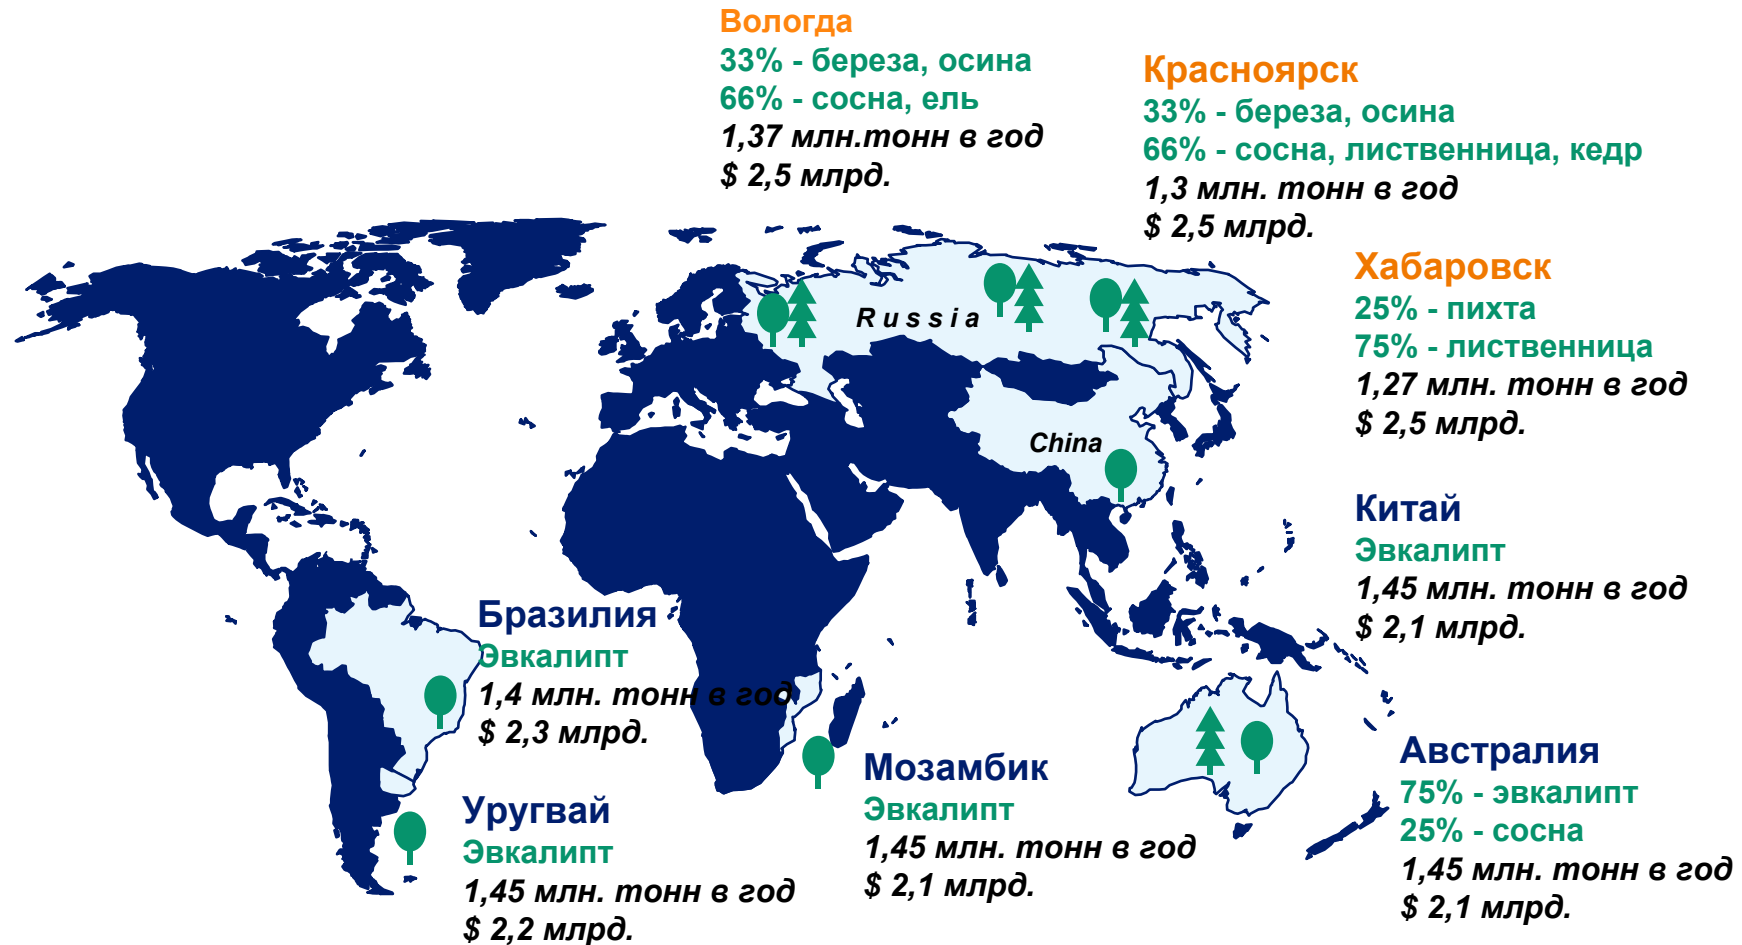 Вологда
33% - береза, осина
66% - сосна, ель
1,37 млн.тонн в год
$ 2,5 млрд.
Красноярск
33% - береза, осина
66% - сосна, лиственница, кедр
1,3 млн. тонн в год
$ 2,5 млрд.
Хабаровск
25% - пихта
75% - лиственница
1,27 млн. тонн в год
$ 2,5 млрд.
Russia
China
Китай
Эвкалипт
1,45 млн. тонн в год
$ 2,1 млрд.
Бразилия
Эвкалипт
1,4 млн. тонн в год
$ 2,3 млрд.
Мозамбик
Эвкалипт
1,45 млн. тонн в год
$ 2,1 млрд.
Австралия
75% - эвкалипт
25% - сосна
1,45 млн. тонн в год
$ 2,1 млрд.
Уругвай
Эвкалипт
1,45 млн. тонн в год
$ 2,2 млрд.